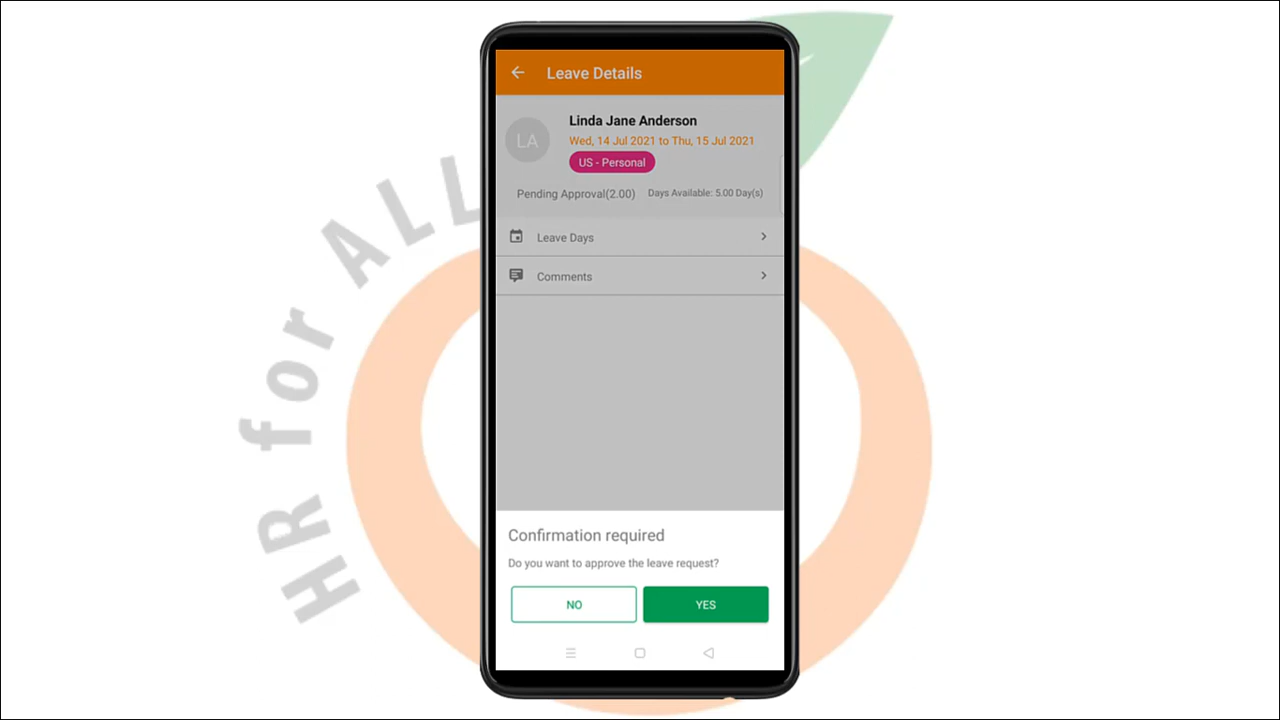 HR for ALL
Leave Details
LA
Linda Jane Anderson
Wed, 14 Jul 2021 to Thu, 15 Jul 2021
US - Personal
Pending Approval(2.00) Days Available: 5.00 Day(s)
Leave Days
Comments
Confirmation required
Do you want to approve the leave request?
NO YES